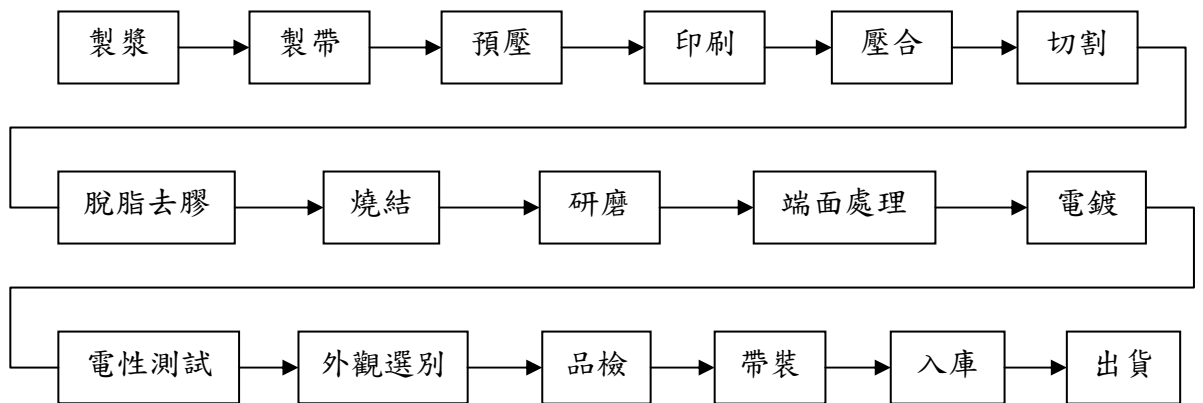 製漿 製帶 預壓 印刷 壓合 切割
脫脂去膠 燒結 研磨 端面處理 電鍍
電性測試 外觀選別 品檢 帶裝 入庫 出貨